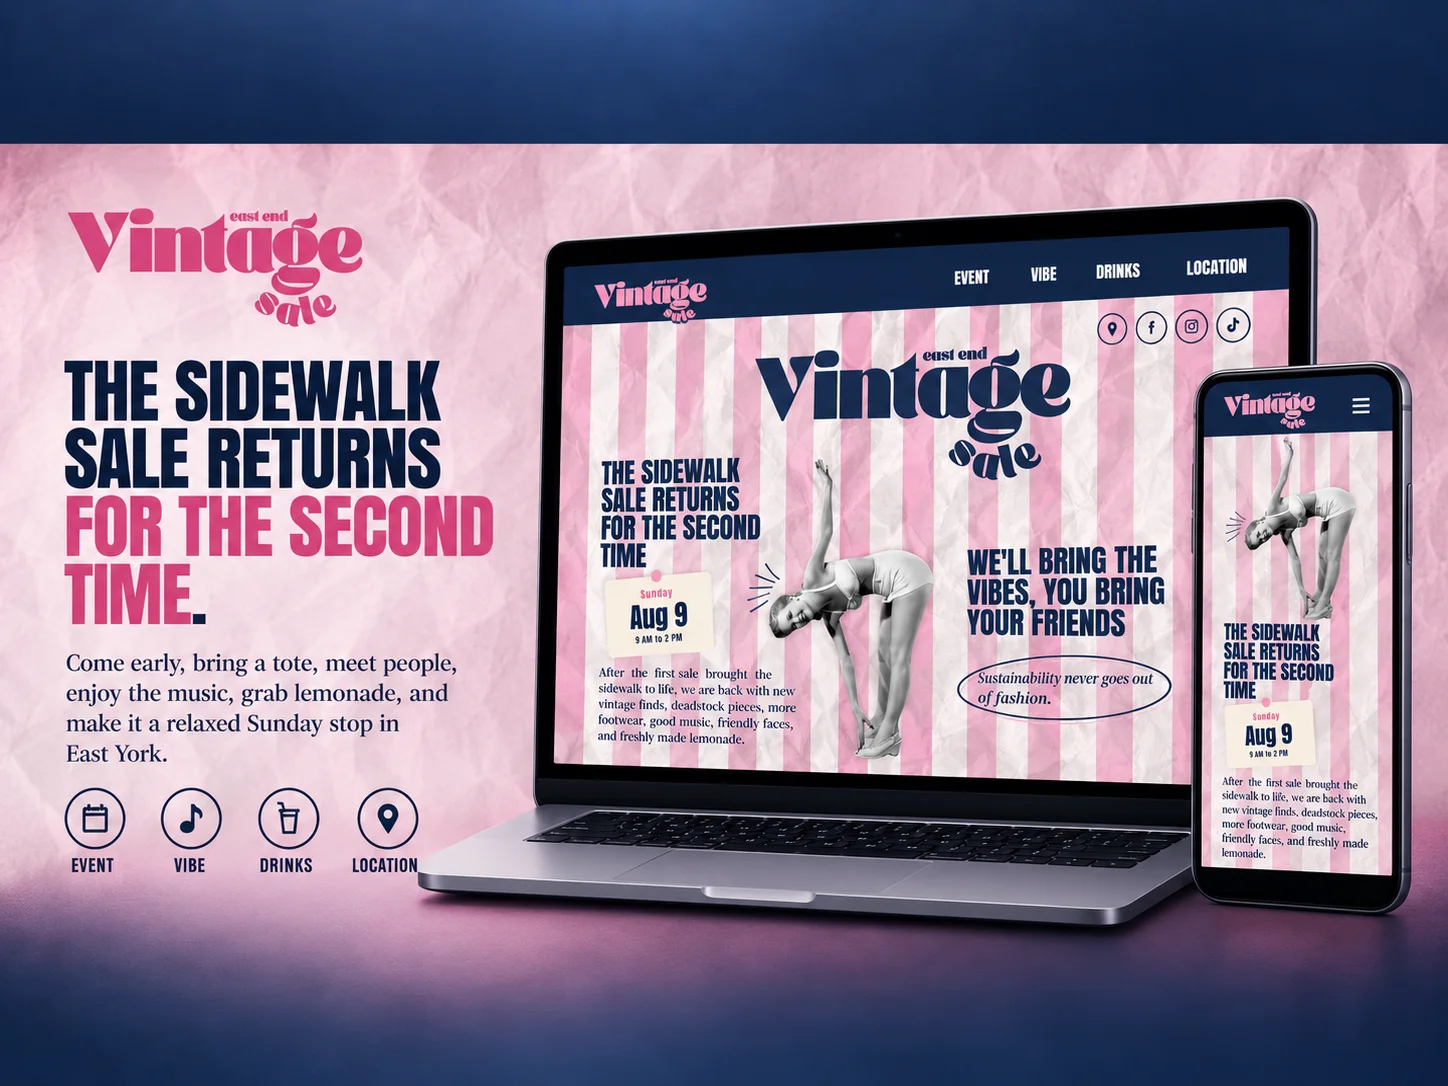 east end
Vintage
sale
THE SIDEWALK
SALE RETURNS
FOR THE SECOND
TIME.
Come early, bring a tote, meet people,
enjoy the music, grab lemonade, and
make it a relaxed Sunday stop in
East York.
EVENT
VIBE
DRINKS
LOCATION
east end
Vintage
sale
EVENT
VIBE
DRINKS
LOCATION
east end
Vintage
sale
THE SIDEWALK
SALE RETURNS
FOR THE SECOND
TIME
Sunday
Aug 9
9 AM to 2 PM
After the first sale brought the
sidewalk to life, we are back with new
vintage finds, deadstock pieces, more
footwear, good music, friendly faces,
and freshly made lemonade.
WE'LL BRING THE
VIBES, YOU BRING
YOUR FRIENDS
Sustainability never goes out
of fashion.
east end
Vintage
sale
THE SIDEWALK
SALE RETURNS
FOR THE SECOND
TIME
Sunday
Aug 9
9 AM to 2 PM
After the first sale brought the
sidewalk to life, we are back with
new vintage finds, deadstock pieces,
more footwear, good music,
friendly faces, and freshly made
lemonade.